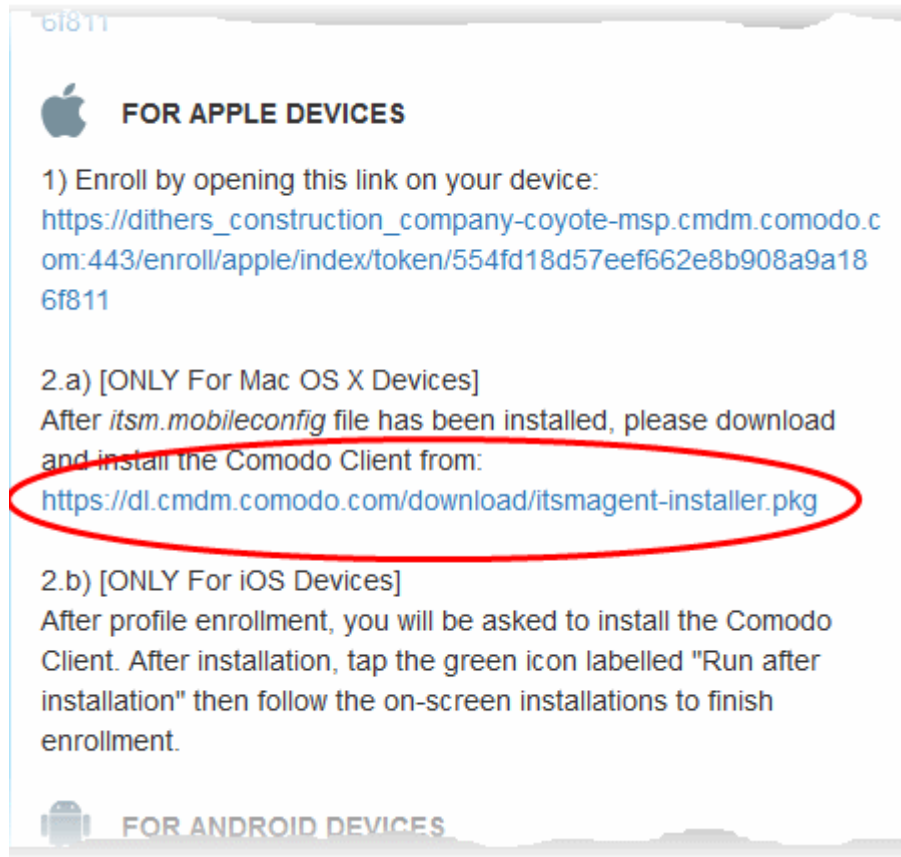 6f811
FOR APPLE DEVICES
1) Enroll by opening this link on your device:
https://dithers_construction_company-coyote-msp.cmdm.comodo.c
om:443/enroll/apple/index/token/554fd18d57eef662e8b908a9a18
6f811
2.a) [ONLY For Mac OS X Devices]
After itsm.mobileconfig file has been installed, please download
and install the Comodo Client from:
https://dl.cmdm.comodo.com/download/itsmagent-installer.pkg
2.b) [ONLY For iOS Devices]
After profile enrollment, you will be asked to install the Comodo
Client. After installation, tap the green icon labelled "Run after
installation" then follow the on-screen installations to finish
enrollment.
FOR ANDROID DEVICES